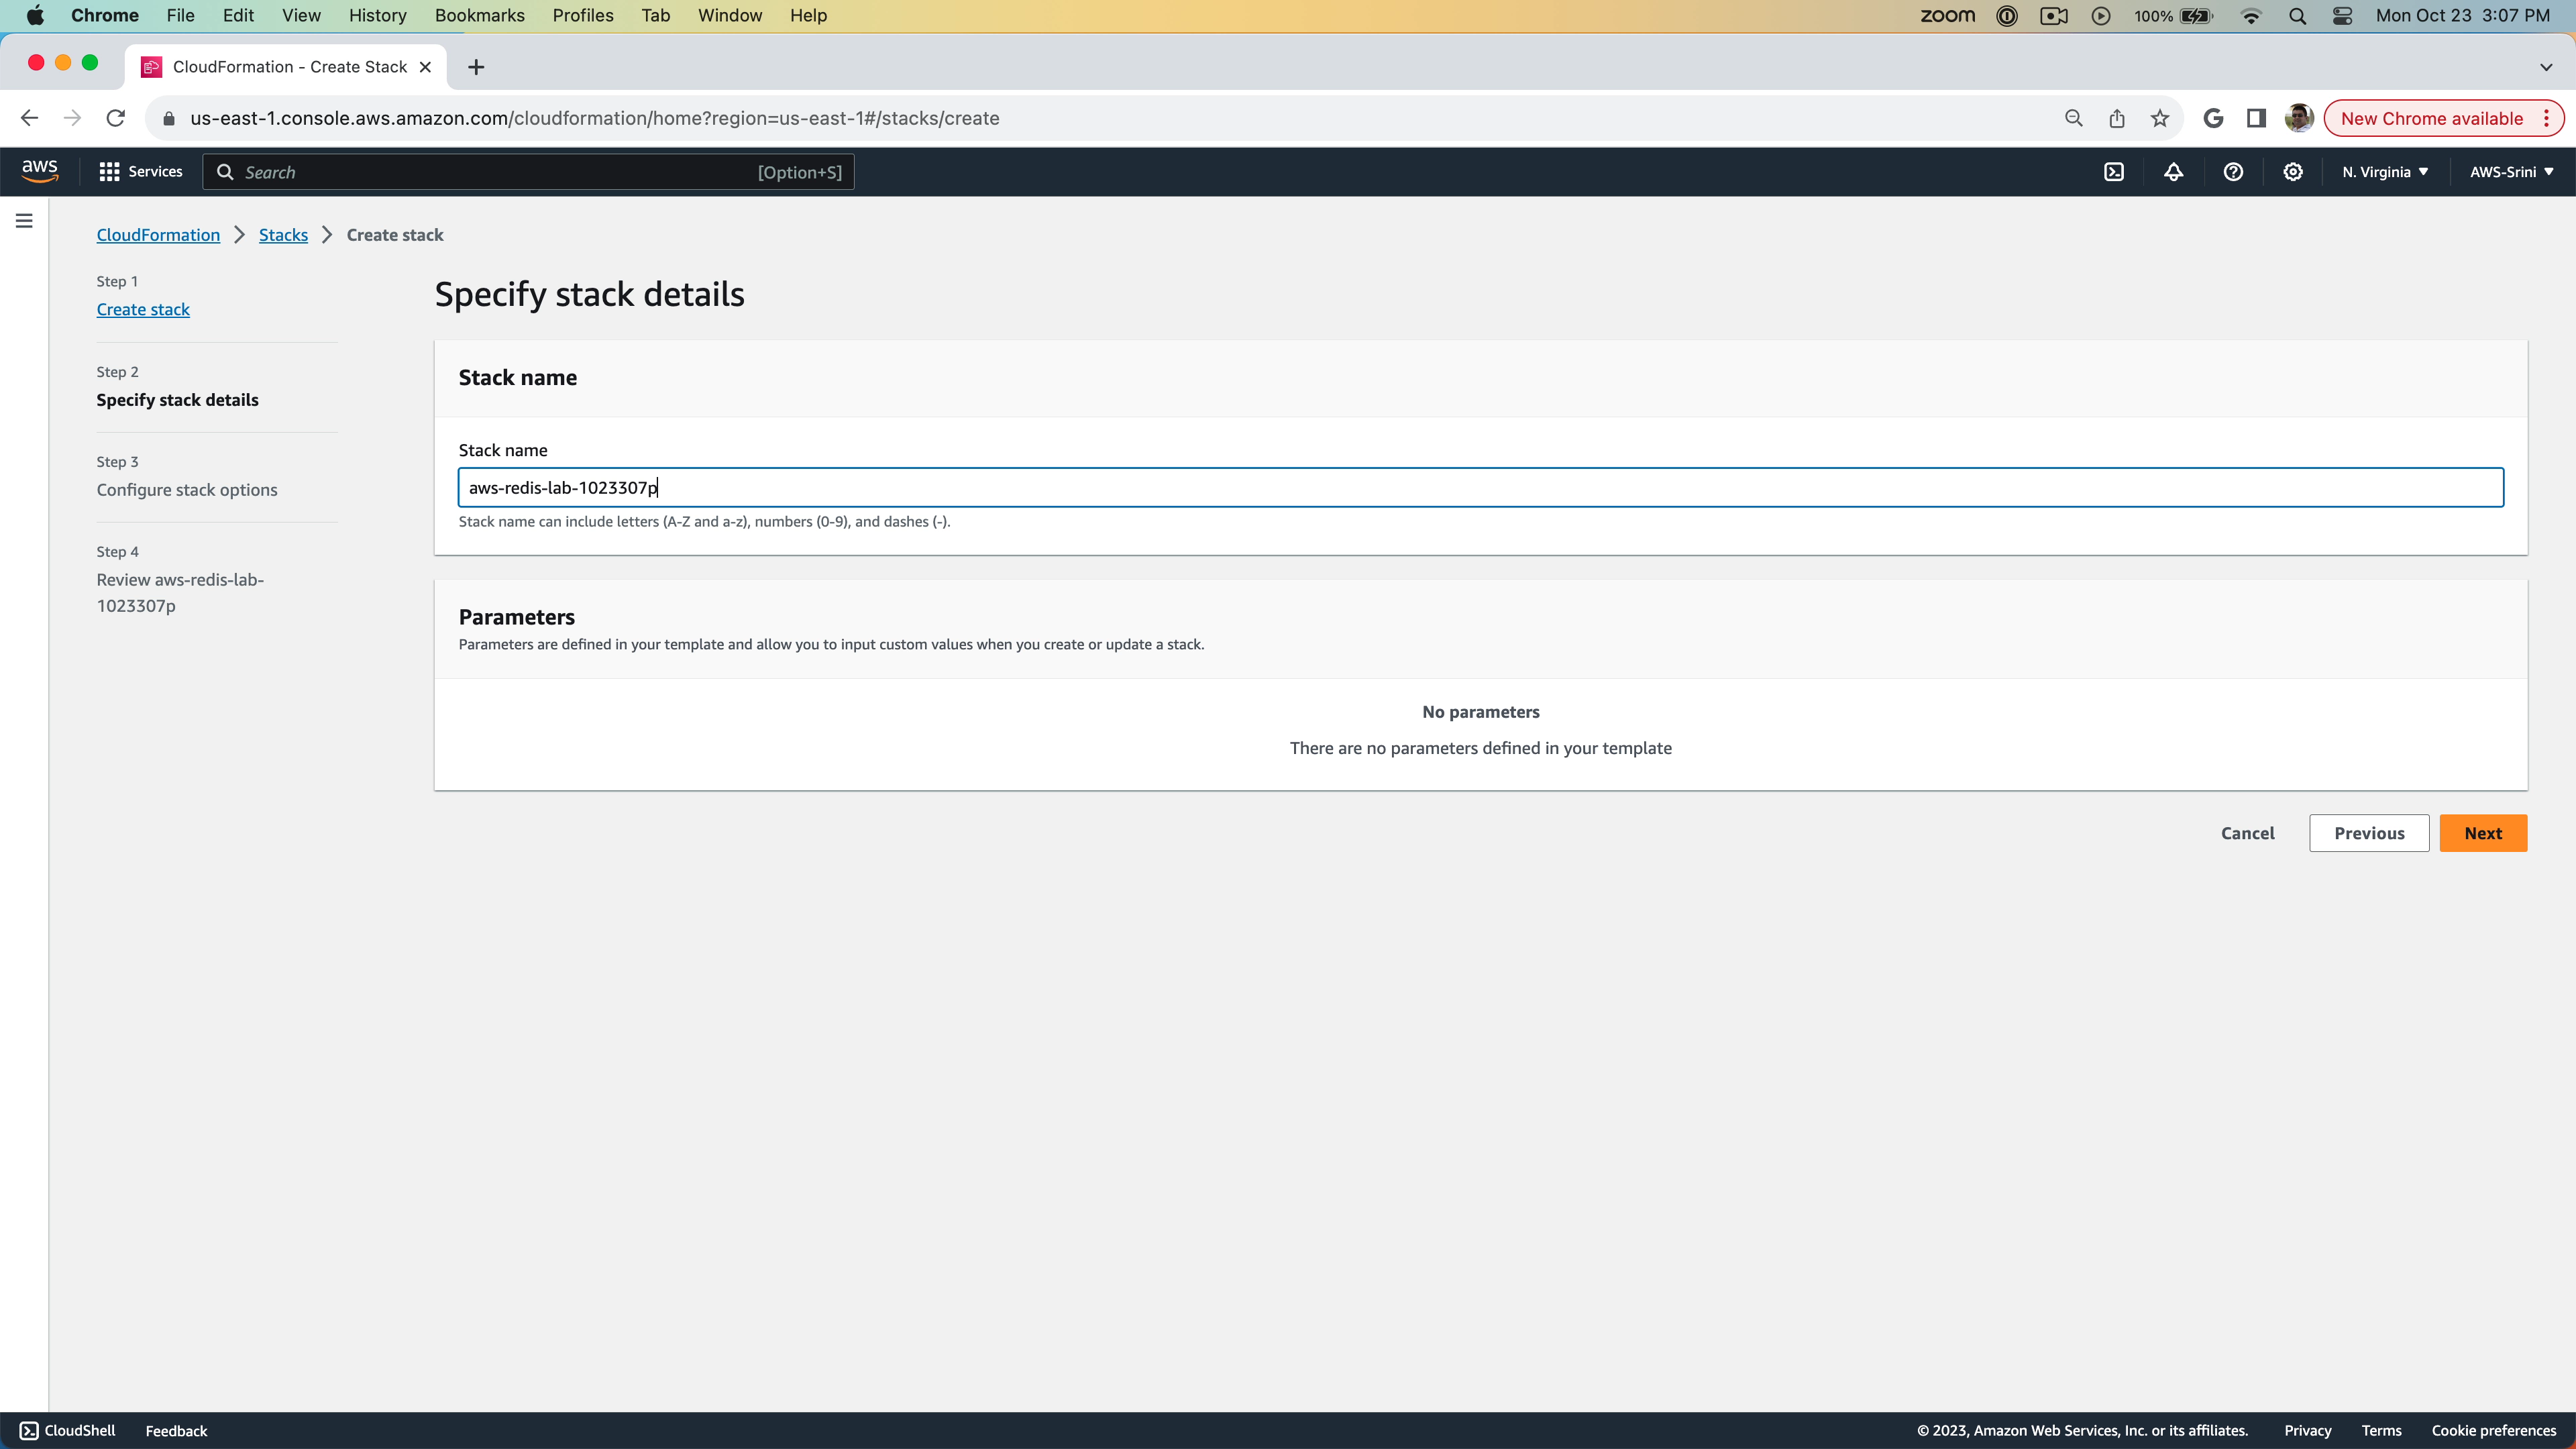 Chrome File Edit View History Bookmarks Profiles Tab Window Help zoom 100% Mon Oct 23 3:07 PM
CloudFormation - Create Stack
us-east-1.console.aws.amazon.com/cloudformation/home?region=us-east-1#/stacks/create New Chrome available
aws Services Search [Option+S] N. Virginia AWS-Srini
CloudFormation Stacks Create stack
Step 1
Create stack
Step 2
Specify stack details
Step 3
Configure stack options
Step 4
Review aws-redis-lab-
1023307p
Specify stack details
Stack name
Stack name
aws-redis-lab-1023307p
Stack name can include letters (A-Z and a-z), numbers (0-9), and dashes (-).
Parameters
Parameters are defined in your template and allow you to input custom values when you create or update a stack.
No parameters
There are no parameters defined in your template
Cancel Previous Next
CloudShell Feedback © 2023, Amazon Web Services, Inc. or its affiliates. Privacy Terms Cookie preferences